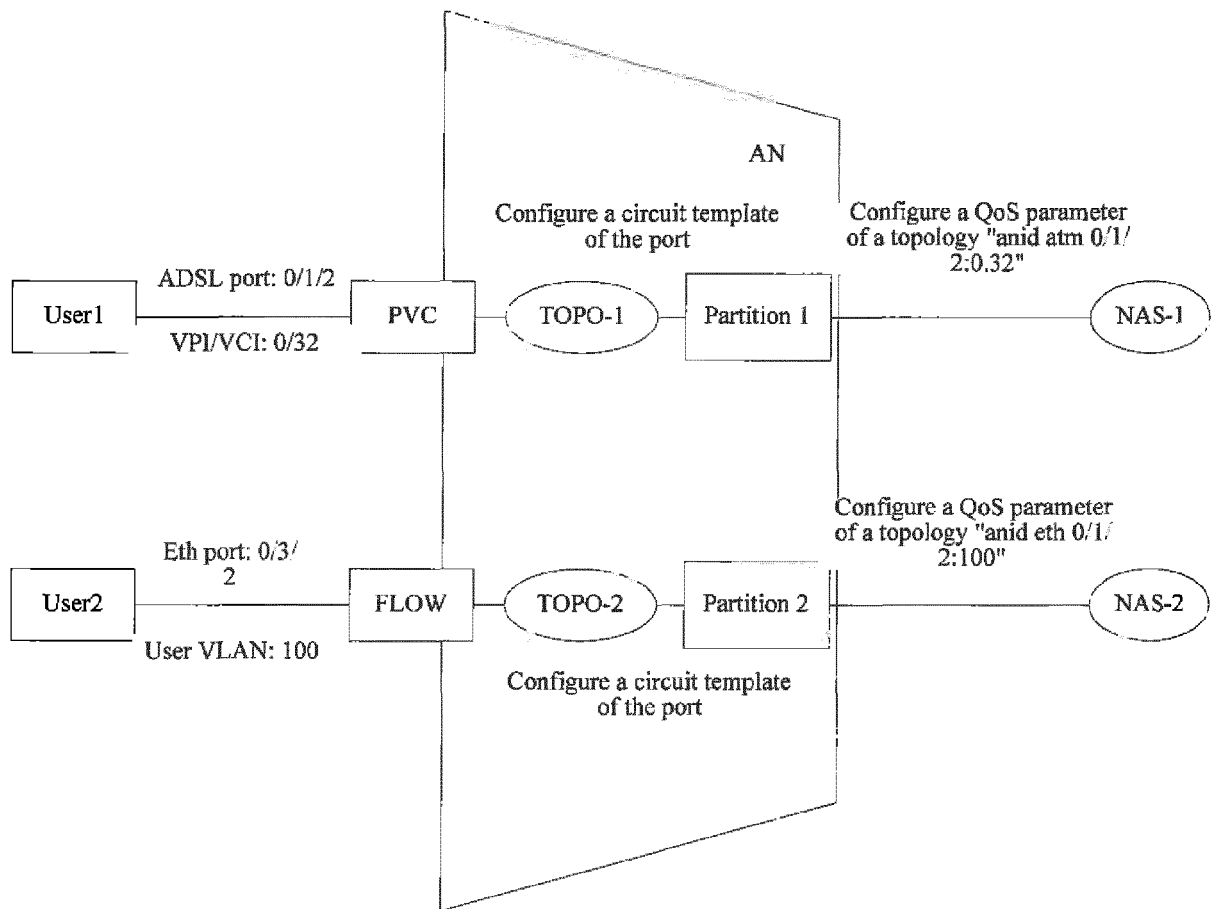 AN
Configure a circuit template
of the port
Configure a QoS parameter
of a topology "anid atm 0/1/
2:0.32"
ADSL port: 0/1/2
User1
PVC
TOPO-1
Partition 1
NAS-1
VPI/VCI: 0/32
Configure a QoS parameter
of a topology "anid eth 0/1/
2:100"
Eth port: 0/3/
2
User2
FLOW
TOPO-2
Partition 2
NAS-2
User VLAN: 100
Configure a circuit template
of the port